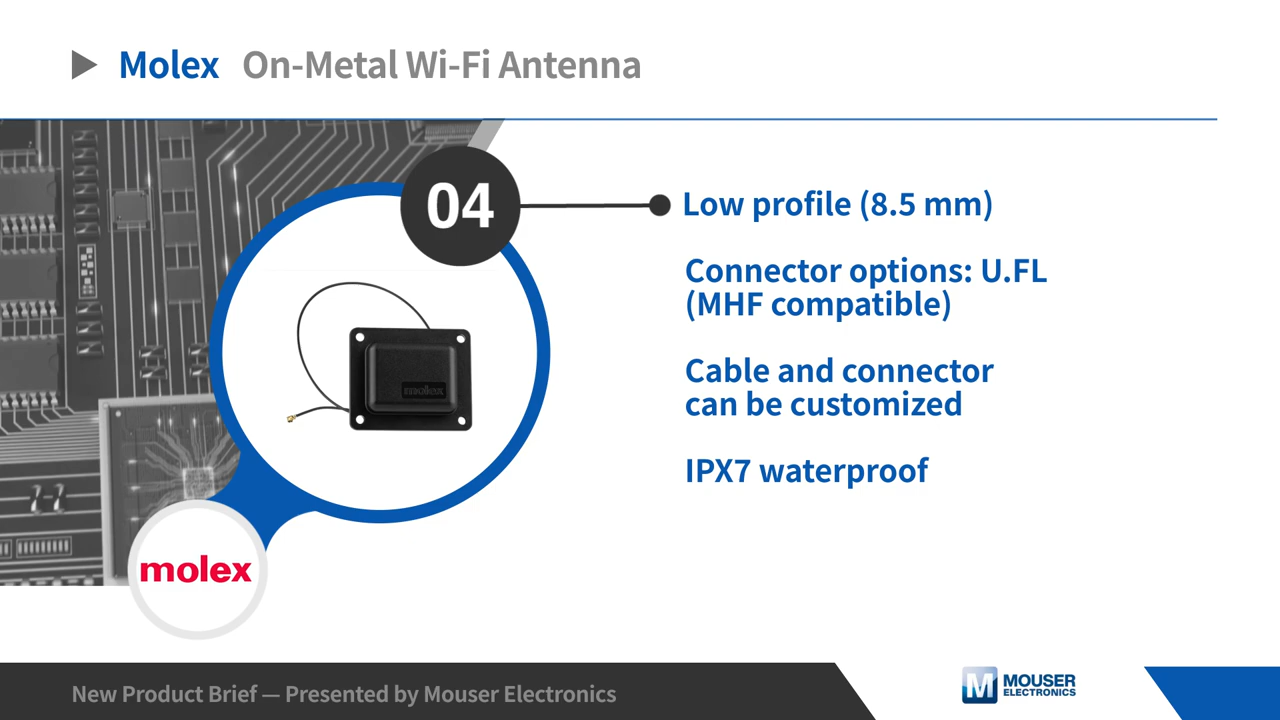 Molex On-Metal Wi-Fi Antenna
04
Low profile (8.5 mm)
Connector options: U.FL
(MHF compatible)
Cable and connector
can be customized
IPX7 waterproof
molex
molex
New Product Brief — Presented by Mouser Electronics
M MOUSER
ELECTRONICS